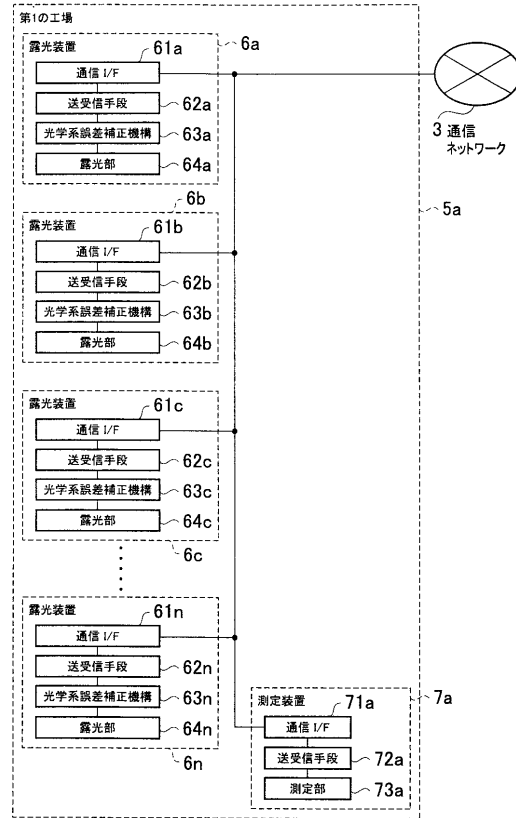 第1の工場
露光装置
6a
61a
通信 I/F
送受信手段
62a
光学系誤差補正機構
63a
露光部
64a
3 通信
ネットワーク
5a
6b
露光装置
61b
通信 I/F
送受信手段
62b
光学系誤差補正機構
63b
露光部
64b
露光装置
61c
通信 I/F
送受信手段
62c
光学系誤差補正機構
63c
露光部
64c
6c
露光装置
61n
通信 I/F
送受信手段
62n
光学系誤差補正機構
63n
露光部
64n
6n
測定装置
7a
71a
通信 I/F
送受信手段
72a
測定部
73a